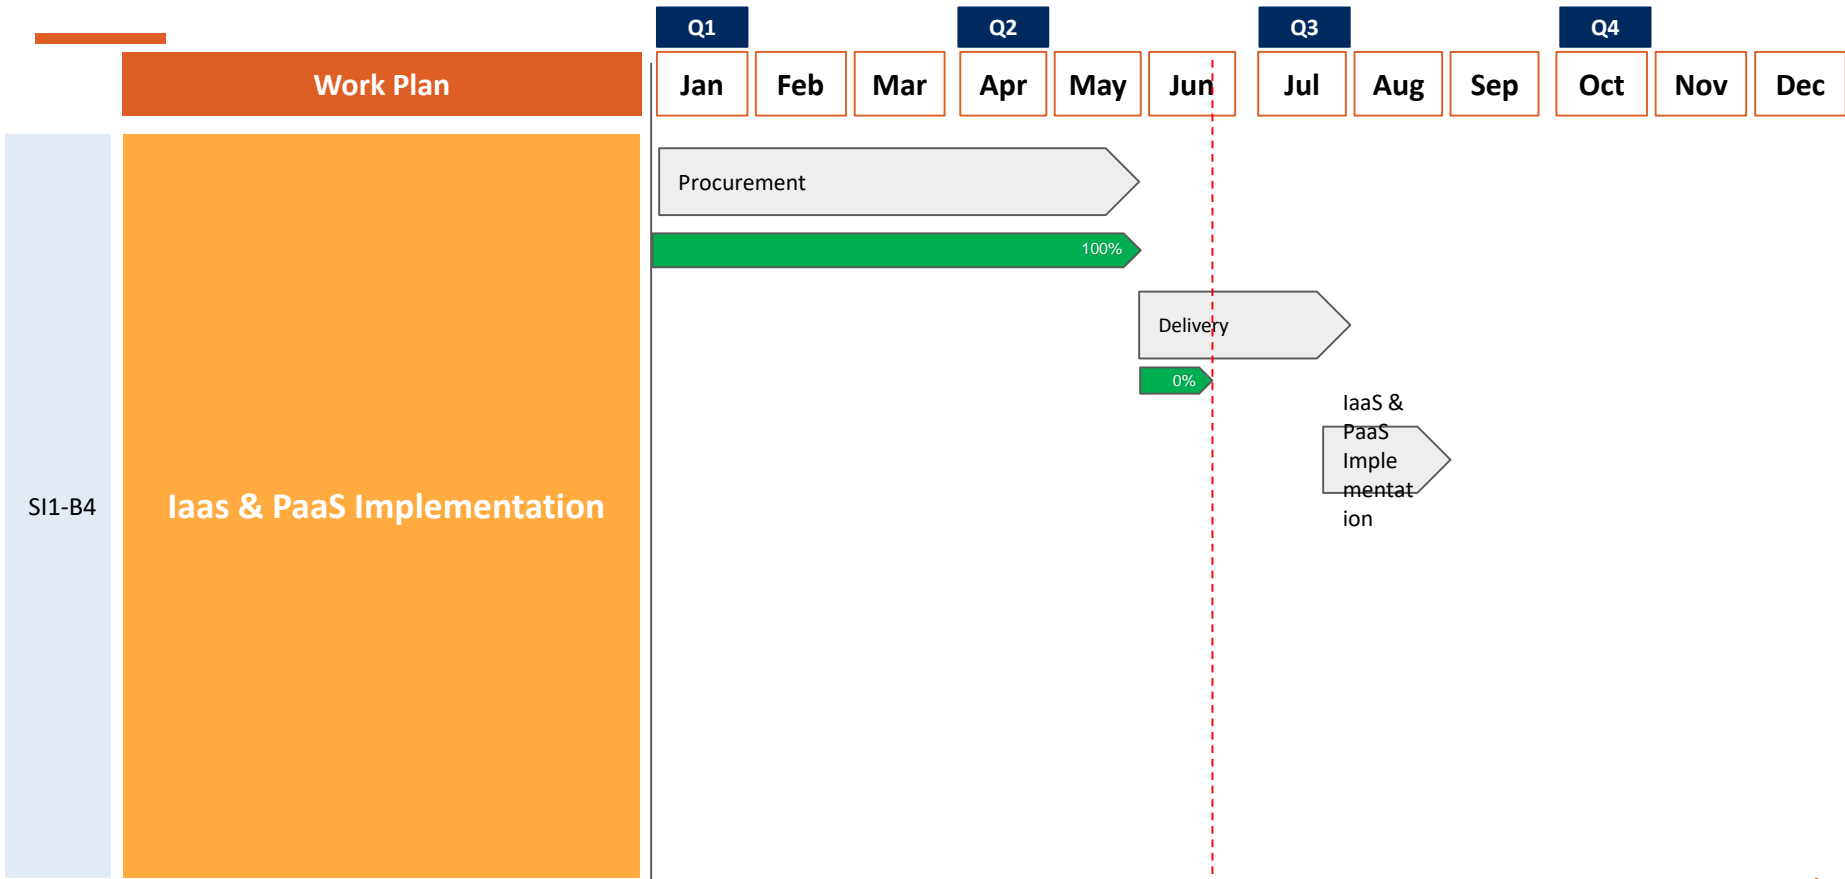 Q1 Q2 Q3 Q4
Work Plan Jan Feb Mar Apr May Jun Jul Aug Sep Oct Nov Dec
Procurement
100%
Delivery
0%
IaaS &
PaaS
Imple
mentat
ion
SI1-B4
Iaas & PaaS Implementation